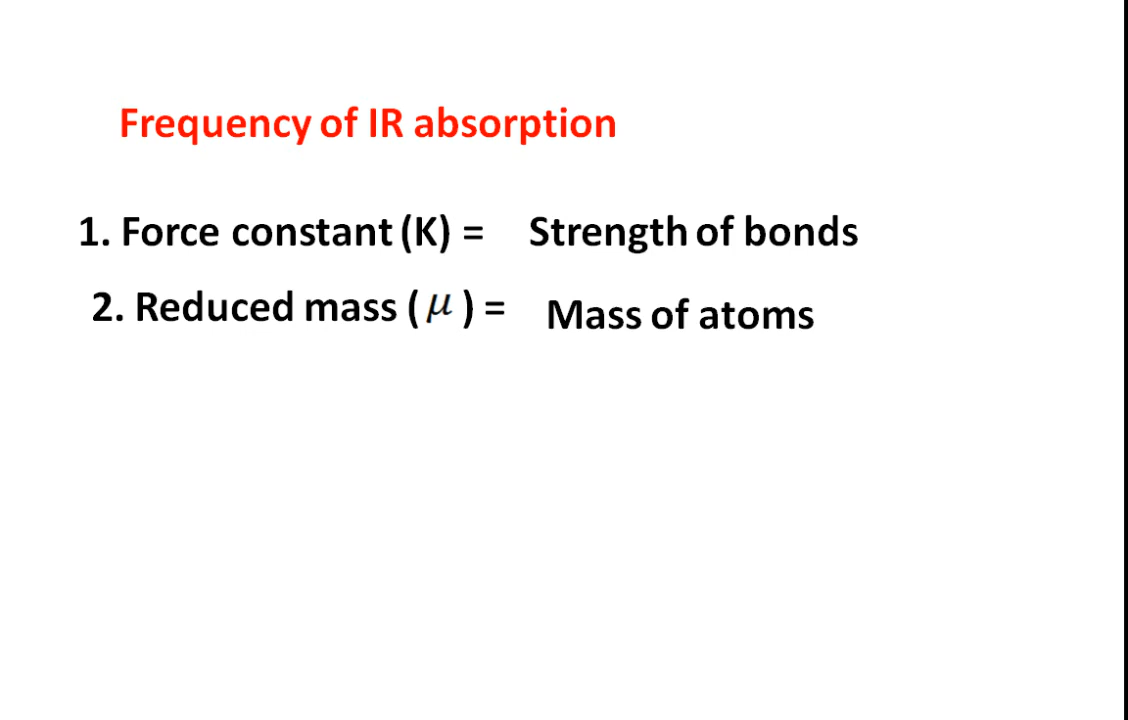 Frequency of IR absorption
1. Force constant (K) = Strength of bonds
2. Reduced mass ( μ ) = Mass of atoms